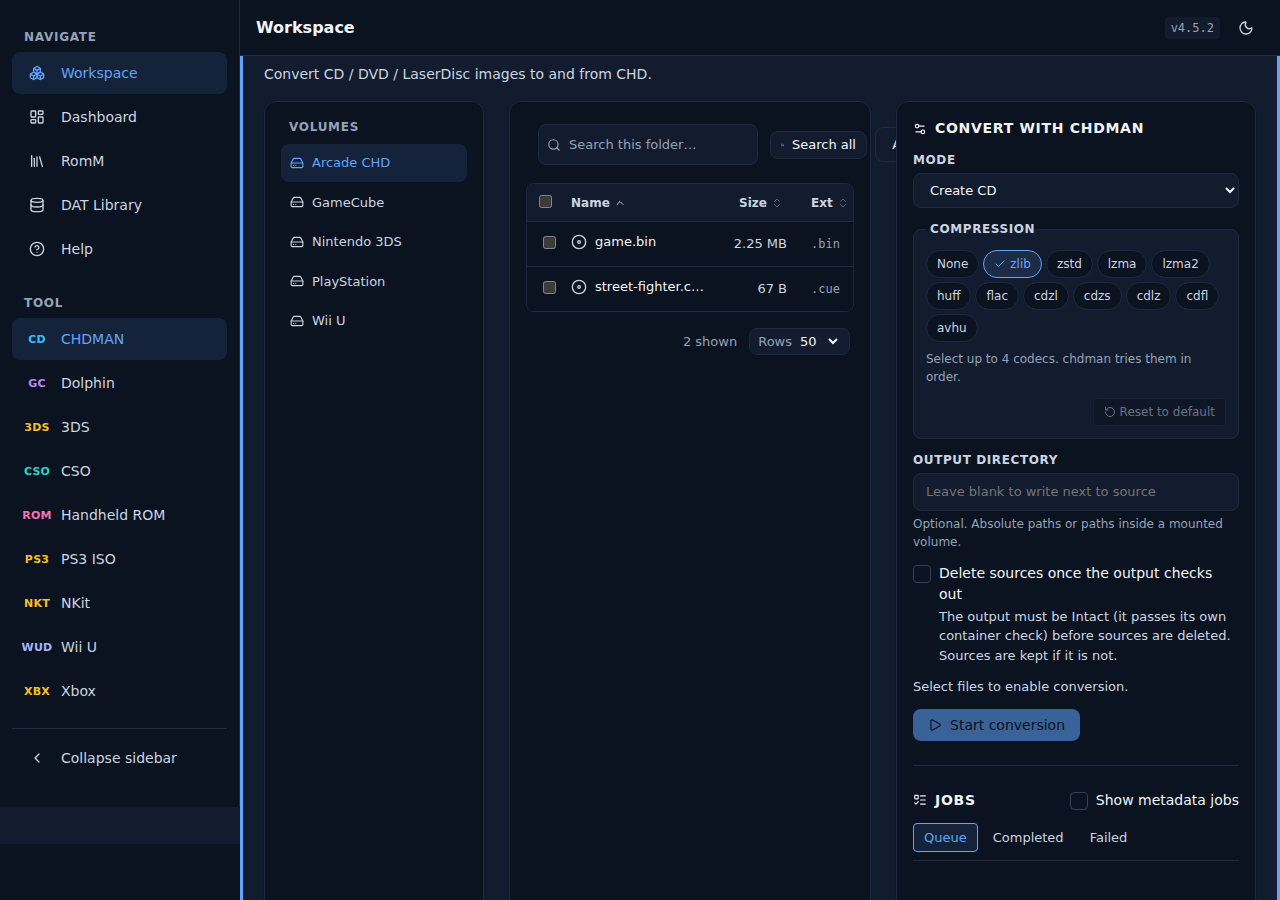 NAVIGATE
Workspace
Dashboard
RomM
DAT Library
Help
TOOL
CD CHDMAN
GC Dolphin
3DS 3DS
CSO CSO
ROM Handheld ROM
PS3 PS3 ISO
NKT NKit
WUD Wii U
XBX Xbox
Collapse sidebar
Workspace
v4.5.2
Convert CD / DVD / LaserDisc images to and from CHD.
VOLUMES
Arcade CHD
GameCube
Nintendo 3DS
PlayStation
Wii U
Search this folder…
Search all
Name Size Ext
game.bin 2.25 MB .bin
street-fighter.c… 67 B .cue
2 shown Rows 50
CONVERT WITH CHDMAN
MODE
Create CD
COMPRESSION
None zlib zstd lzma lzma2
huff flac cdzl cdzs cdlz cdfl
avhu
Select up to 4 codecs. chdman tries them in
order.
Reset to default
OUTPUT DIRECTORY
Leave blank to write next to source
Optional. Absolute paths or paths inside a mounted
volume.
Delete sources once the output checks
out
The output must be Intact (it passes its own
container check) before sources are deleted.
Sources are kept if it is not.
Select files to enable conversion.
Start conversion
JOBS
Show metadata jobs
Queue Completed Failed